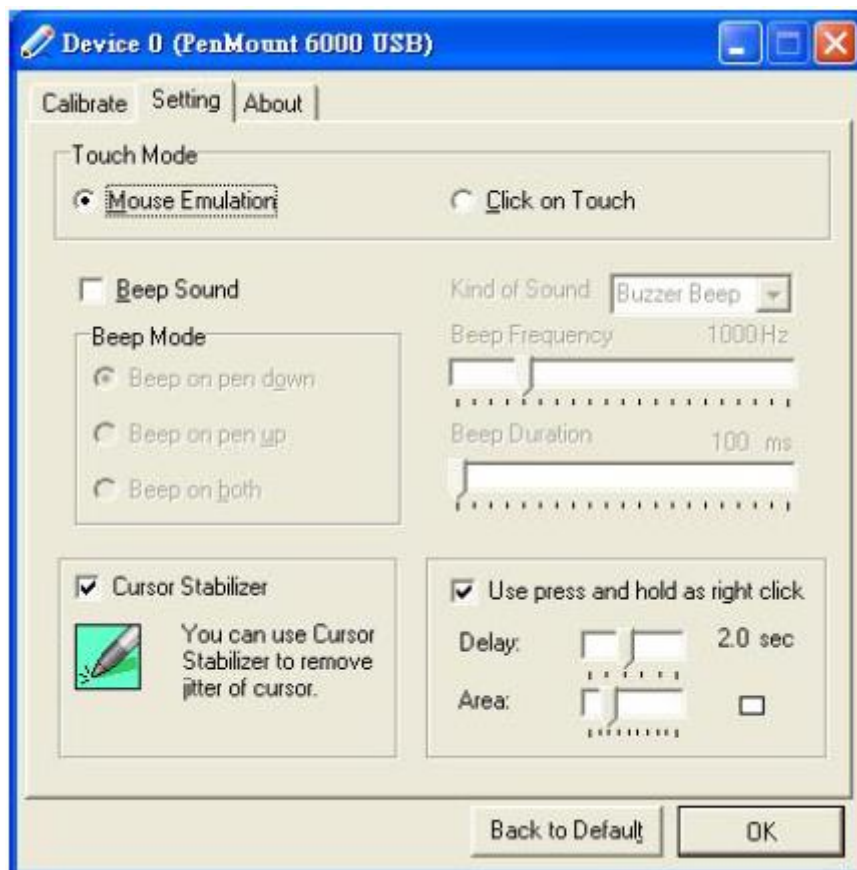 Device 0 (PenMount 6000 USB)
Calibrate Setting About
Touch Mode
Mouse Emulation Click on Touch
Beep Sound Kind of Sound Buzzer Beep
Beep Mode Beep Frequency 1000Hz
Beep on pen down
Beep on pen up Beep Duration 100 ms
Beep on both
Cursor Stabilizer
You can use Cursor
Stabilizer to remove
jitter of cursor.
Use press and hold as right click
Delay: 2.0 sec
Area:
Back to Default OK